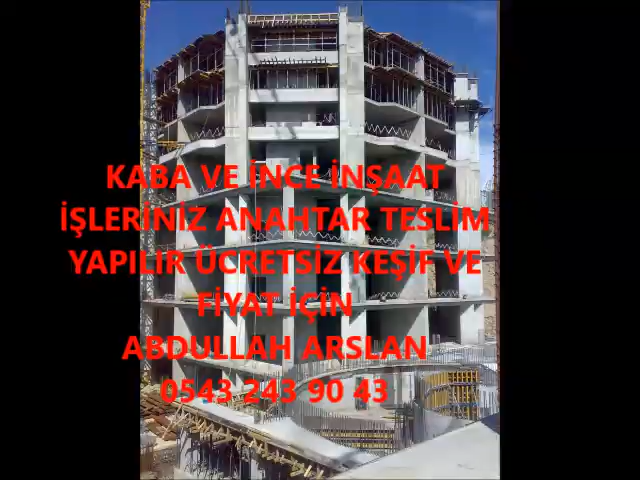 KABA VE İNCE İNŞAAT
İŞLERİNİZ ANAHTAR TESLİM
YAPILIR ÜCRETSİZ KEŞİF VE
FİYAT İÇİN
ABDULLAH ARSLAN
0543 243 90 43